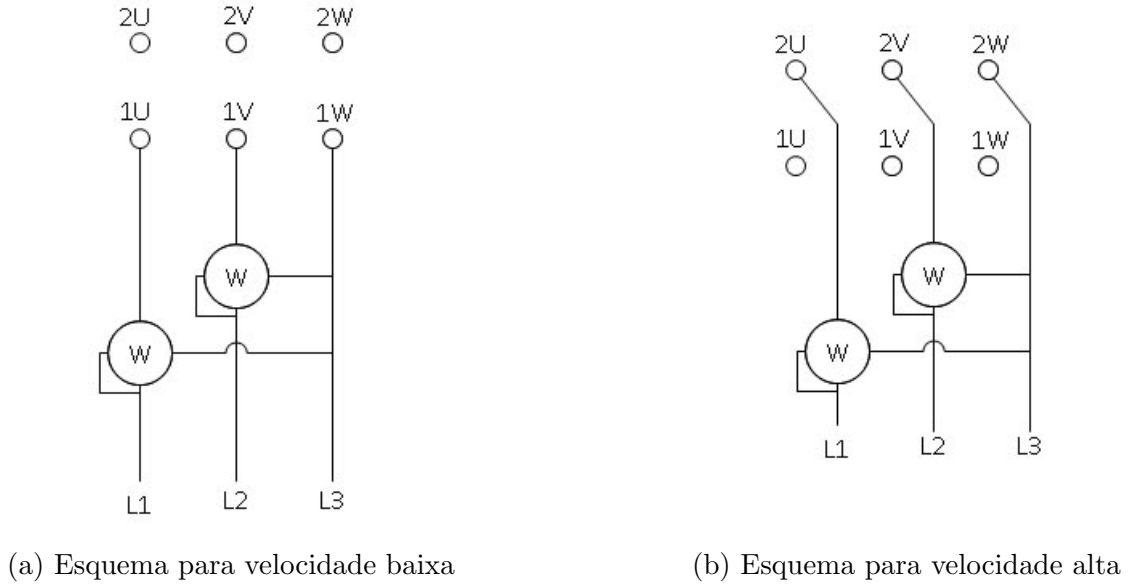 2U 2V 2W
1U 1V 1W
W
W
L1 L2 L3
(a) Esquema para velocidade baixa
2U 2V 2W
1U 1V 1W
W
W
L1 L2 L3
(b) Esquema para velocidade alta